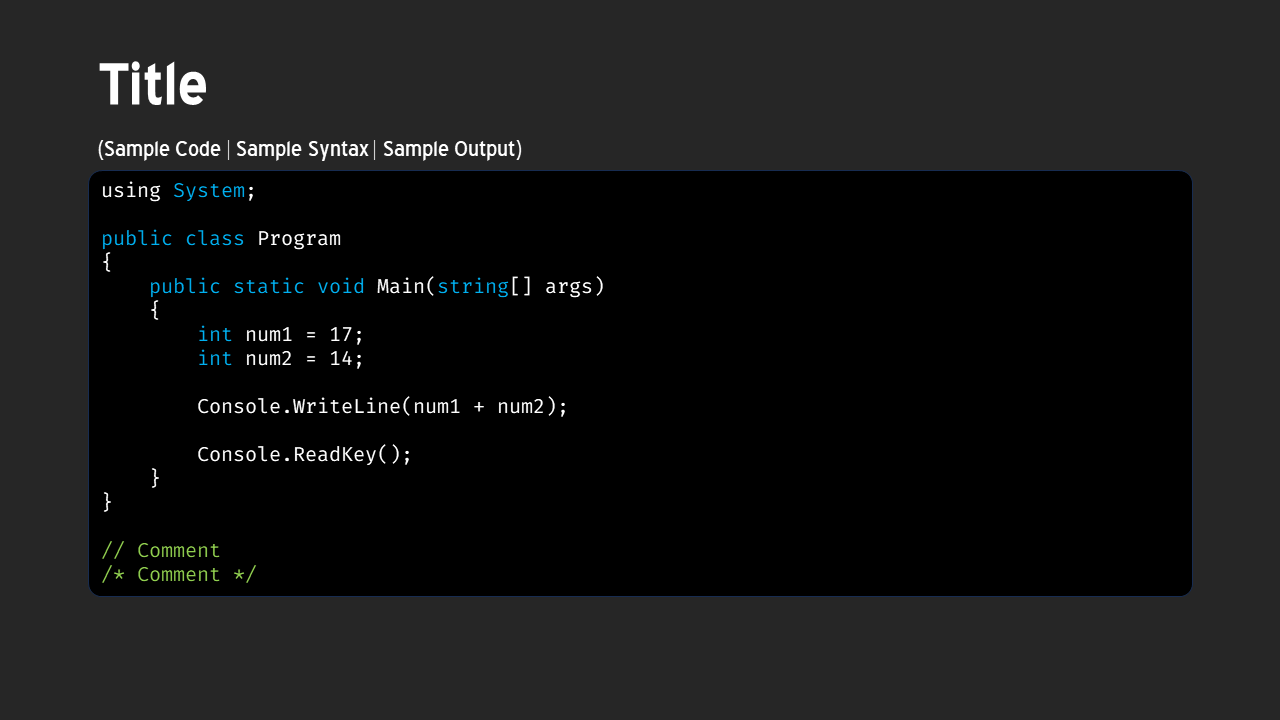 Title
(Sample Code | Sample Syntax | Sample Output)
using System;
public class Program
{
    public static void Main(string[] args)
    {
        int num1 = 17;
        int num2 = 14;
        Console.WriteLine(num1 + num2);
        Console.ReadKey();
    }
}
// Comment
/* Comment */